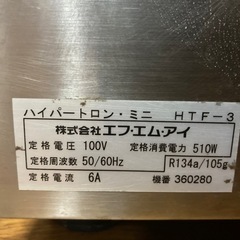 ハイパートロン・ミニ HTF-3
株式会社エフ・エム・アイ
定格電圧 100V 定格消費電力 510W
定格周波数 50/60Hz R134a/105g
定格電流 6A 機番 360280